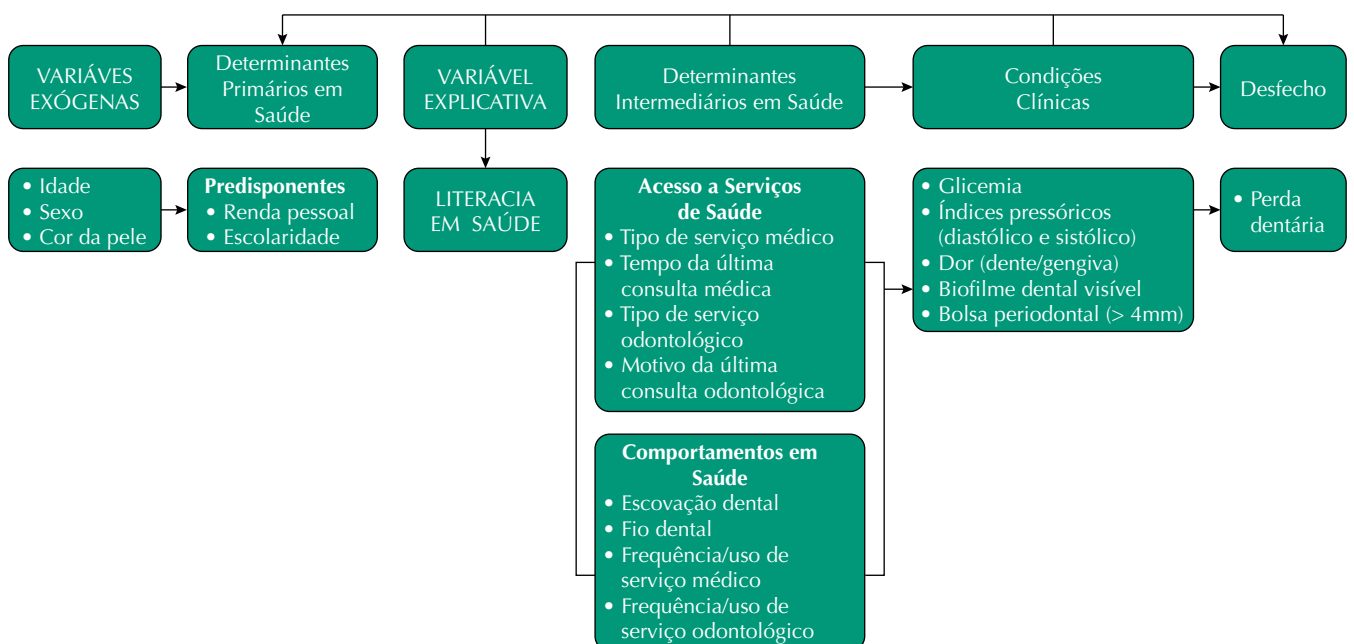 VARIÁVES
EXÓGENAS
Determinantes
Primários em
Saúde
VARIÁVEL
EXPLICATIVA
Determinantes
Intermediários em Saúde
Condições
Clínicas
Desfecho
• Idade
• Sexo
• Cor da pele
Predisponentes
• Renda pessoal
• Escolaridade
LITERACIA
EM SAÚDE
Acesso a Serviços
de Saúde
• Tipo de serviço médico
• Tempo da última
consulta médica
• Tipo de serviço
odontológico
• Motivo da última
consulta odontológica
Comportamentos em
Saúde
• Escovação dental
• Fio dental
• Frequência/uso de
serviço médico
• Frequência/uso de
serviço odontológico
• Glicemia
• Índices pressóricos
(diastólico e sistólico)
• Dor (dente/gengiva)
• Biofilme dental visível
• Bolsa periodontal (> 4mm)
• Perda
dentária